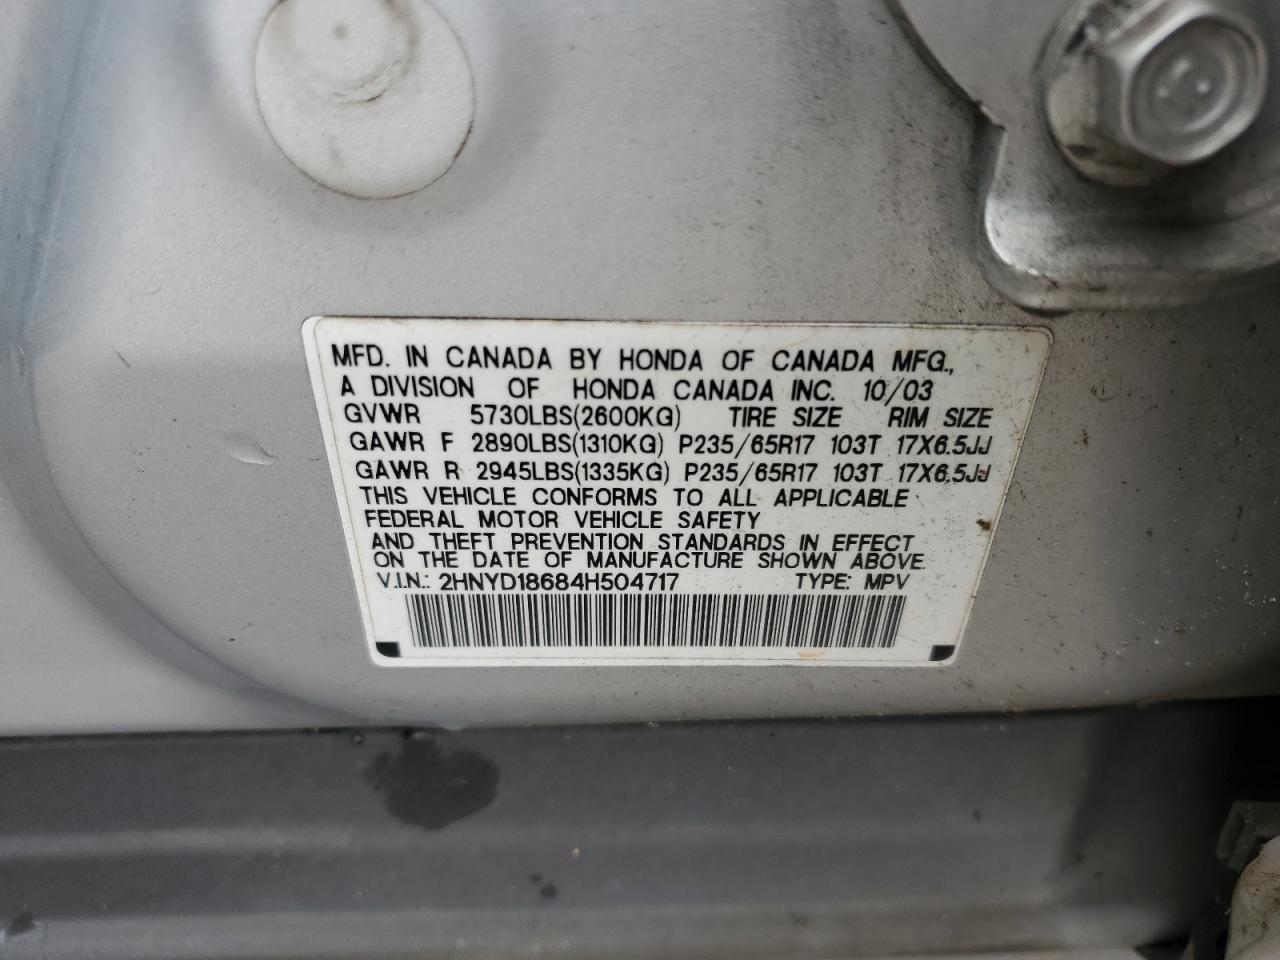 MFD. IN CANADA BY HONDA OF CANADA MFG.,
A DIVISION OF HONDA CANADA INC. 10/03
GVWR 5730LBS(2600KG) TIRE SIZE RIM SIZE
GAWR F 2890LBS(1310KG) P235/65R17 103T 17X6.5JJ
GAWR R 2945LBS(1335KG) P235/65R17 103T 17X6.5JJ
THIS VEHICLE CONFORMS TO ALL APPLICABLE
FEDERAL MOTOR VEHICLE SAFETY
AND THEFT PREVENTION STANDARDS IN EFFECT
ON THE DATE OF MANUFACTURE SHOWN ABOVE.
V.I.N.: 2HNYD18684H504717 TYPE: MPV